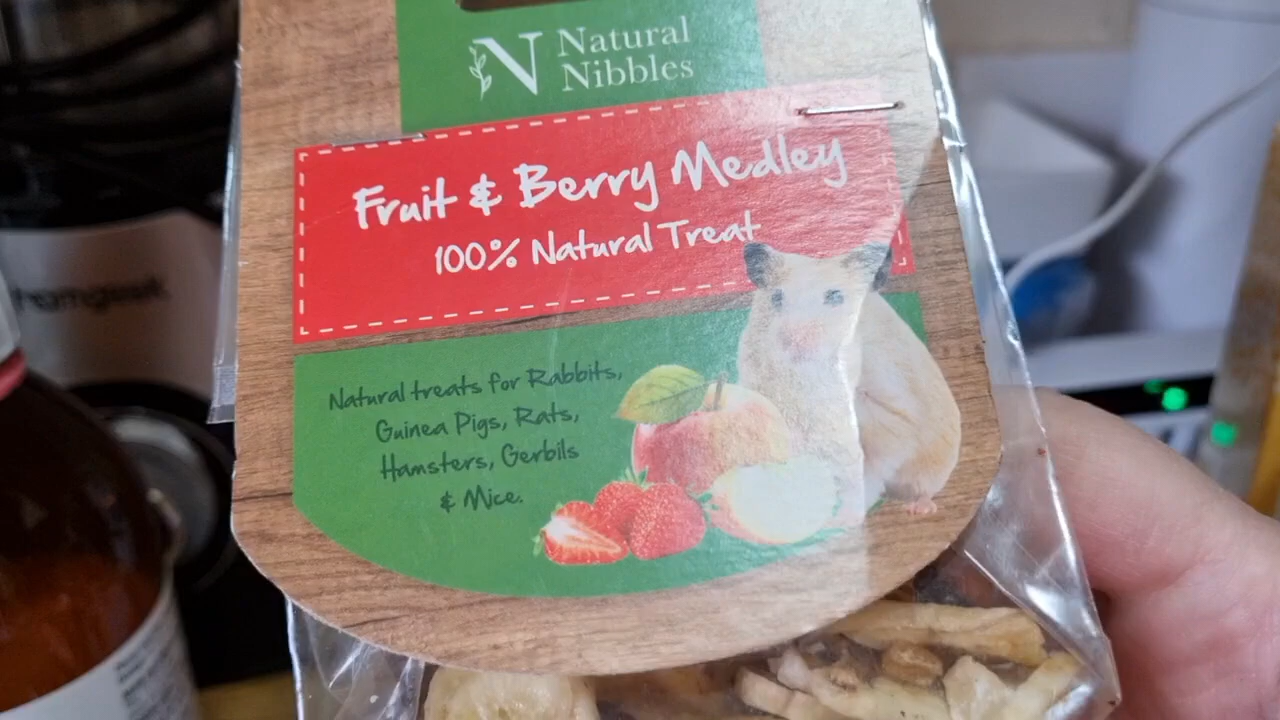 Natural
Nibbles
Fruit & Berry Medley
100% Natural Treat
Natural treats for Rabbits,
Guinea Pigs, Rats,
Hamsters, Gerbils
& Mice.